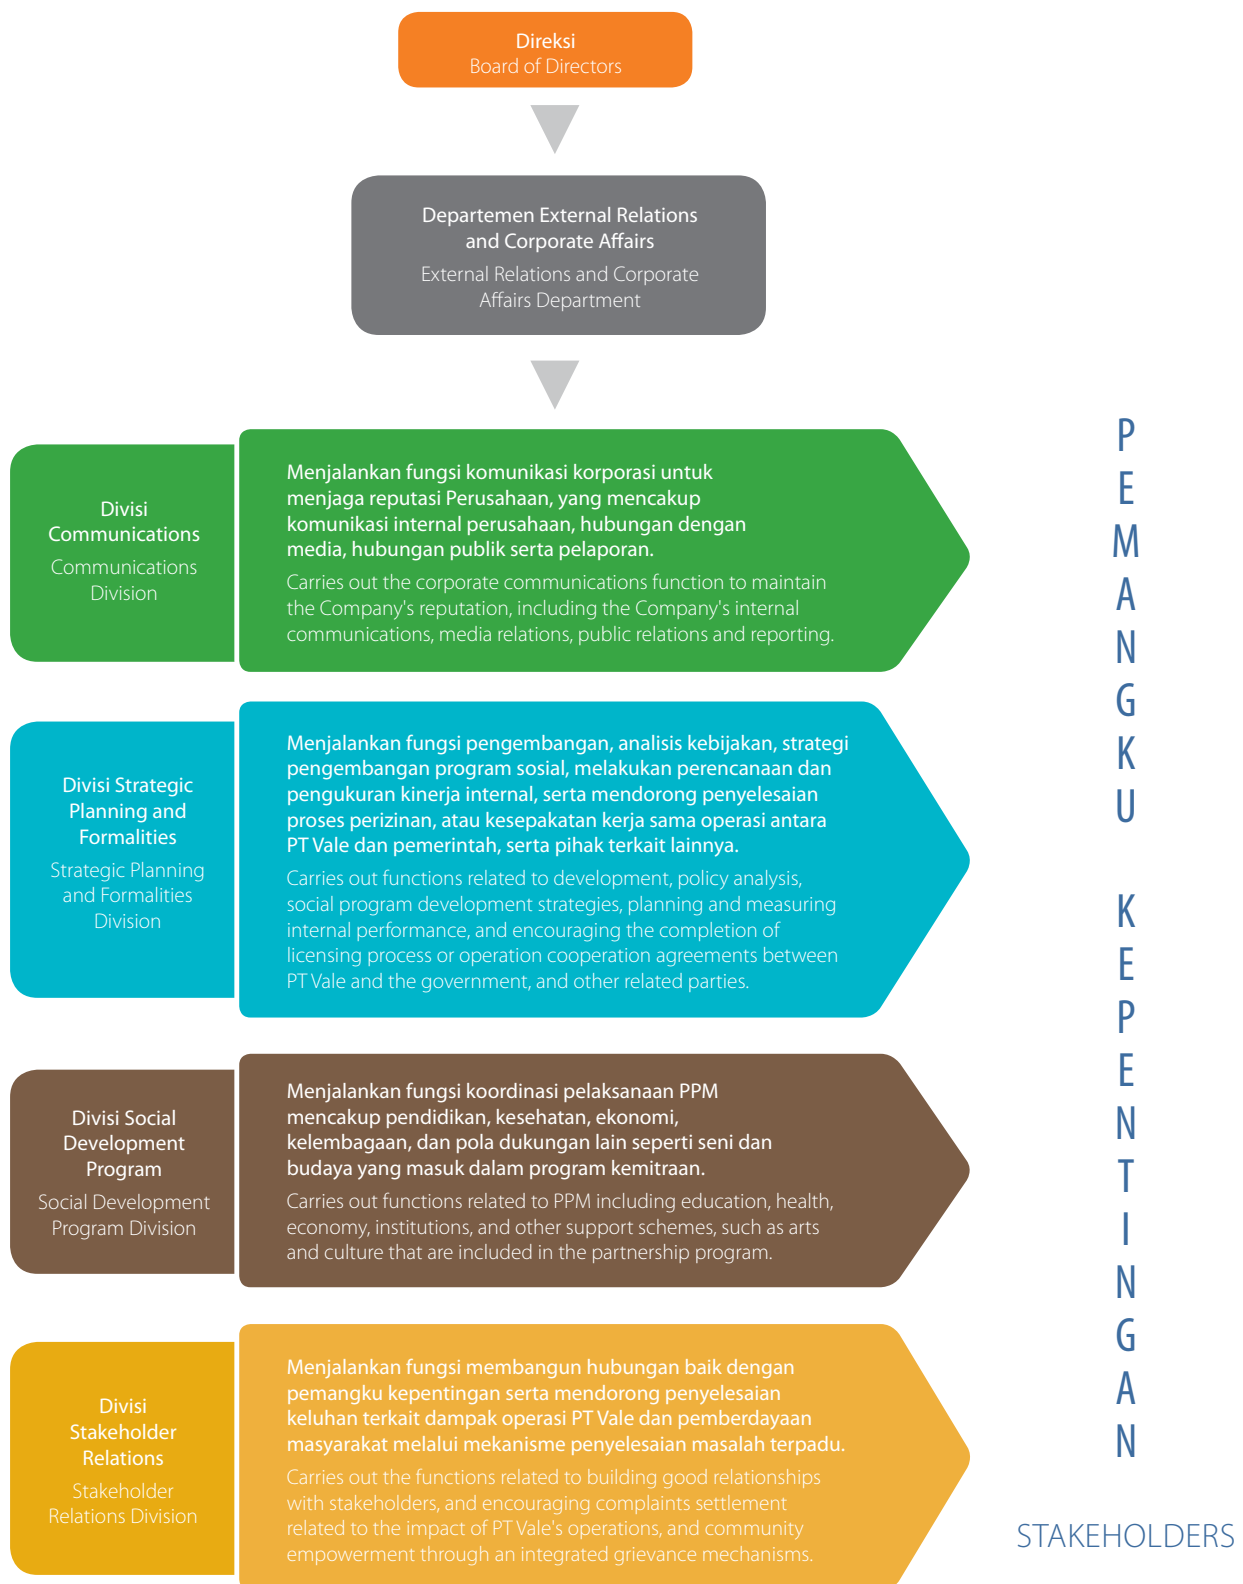 Direksi
Board of Directors
Departemen External Relations
and Corporate Affairs
External Relations and Corporate
Affairs Department
Divisi
Communications
Communications
Division
Menjalankan fungsi komunikasi korporasi untuk
menjaga reputasi Perusahaan, yang mencakup
komunikasi internal perusahaan, hubungan dengan
media, hubungan publik serta pelaporan.
Carries out the corporate communications function to maintain
the Company's reputation, including the Company's internal
communications, media relations, public relations and reporting.
Divisi Strategic
Planning and
Formalities
Strategic Planning
and Formalities
Division
Menjalankan fungsi pengembangan, analisis kebijakan, strategi
pengembangan program sosial, melakukan perencanaan dan
pengukuran kinerja internal, serta mendorong penyelesaian
proses perizinan, atau kesepakatan kerja sama operasi antara
PT Vale dan pemerintah, serta pihak terkait lainnya.
Carries out functions related to development, policy analysis,
social program development strategies, planning and measuring
internal performance, and encouraging the completion of
licensing process or operation cooperation agreements between
PT Vale and the government, and other related parties.
Divisi Social
Development
Program
Social Development
Program Division
Menjalankan fungsi koordinasi pelaksanaan PPM
mencakup pendidikan, kesehatan, ekonomi,
kelembagaan, dan pola dukungan lain seperti seni dan
budaya yang masuk dalam program kemitraan.
Carries out functions related to PPM including education, health,
economy, institutions, and other support schemes, such as arts
and culture that are included in the partnership program.
Divisi
Stakeholder
Relations
Stakeholder
Relations Division
Menjalankan fungsi membangun hubungan baik dengan
pemangku kepentingan serta mendorong penyelesaian
keluhan terkait dampak operasi PT Vale dan pemberdayaan
masyarakat melalui mekanisme penyelesaian masalah terpadu.
Carries out the functions related to building good relationships
with stakeholders, and encouraging complaints settlement
related to the impact of PT Vale's operations, and community
empowerment through an integrated grievance mechanisms.
PEMANGKU KEPENTINGAN
STAKEHOLDERS